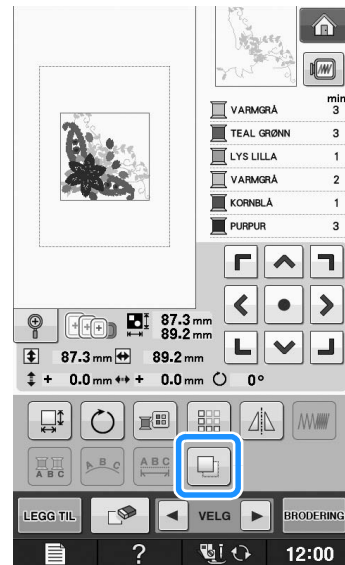 min
VARMGRÅ 3
TEAL GRØNN 3
LYS LILLA 1
VARMGRÅ 2
KORNBLÅ 1
PURPUR 3
87.3 mm
89.2 mm
87.3 mm 89.2 mm
+ 0.0 mm + 0.0 mm 0°
A B C A B C A B C
LEGG TIL VELG BRODERING
? 12:00